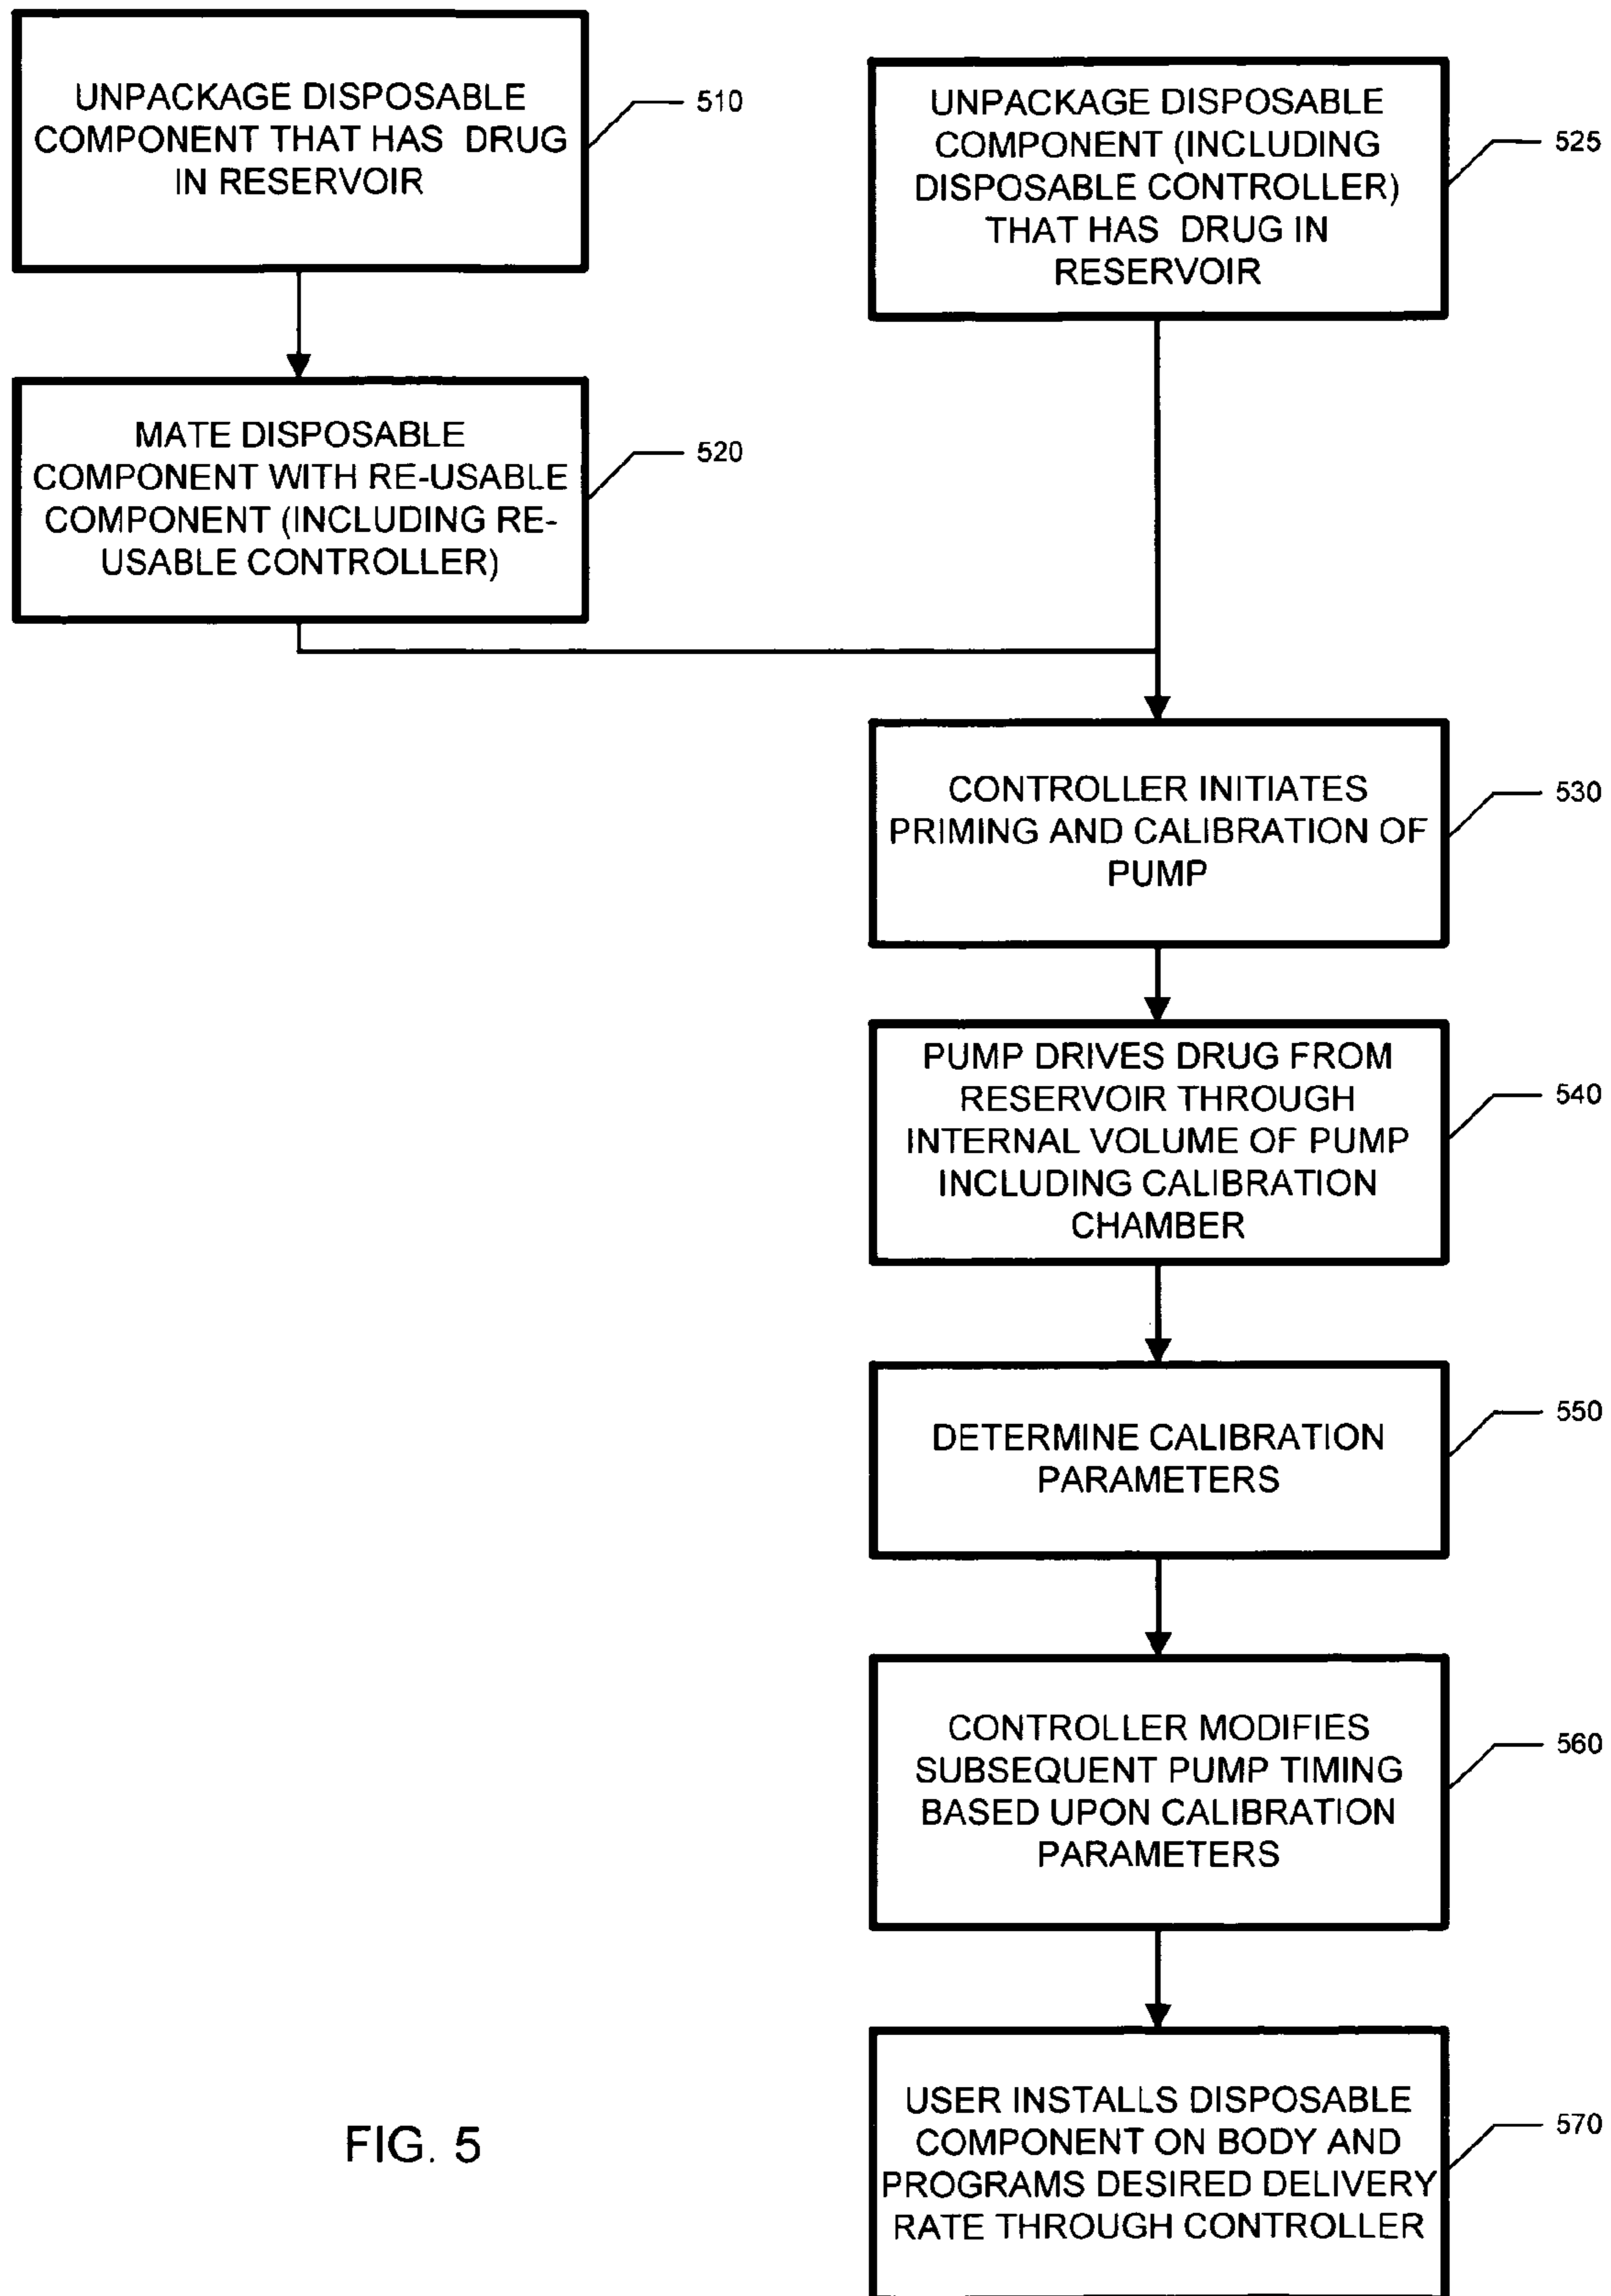 UNPACKAGE DISPOSABLE
COMPONENT THAT HAS DRUG
IN RESERVOIR
510
UNPACKAGE DISPOSABLE
COMPONENT (INCLUDING
DISPOSABLE CONTROLLER)
THAT HAS DRUG IN
RESERVOIR
525
MATE DISPOSABLE
COMPONENT WITH RE-USABLE
COMPONENT (INCLUDING RE-
USABLE CONTROLLER)
520
CONTROLLER INITIATES
PRIMING AND CALIBRATION OF
PUMP
530
PUMP DRIVES DRUG FROM
RESERVOIR THROUGH
INTERNAL VOLUME OF PUMP
INCLUDING CALIBRATION
CHAMBER
540
DETERMINE CALIBRATION
PARAMETERS
550
CONTROLLER MODIFIES
SUBSEQUENT PUMP TIMING
BASED UPON CALIBRATION
PARAMETERS
560
USER INSTALLS DISPOSABLE
COMPONENT ON BODY AND
PROGRAMS DESIRED DELIVERY
RATE THROUGH CONTROLLER
570
FIG. 5